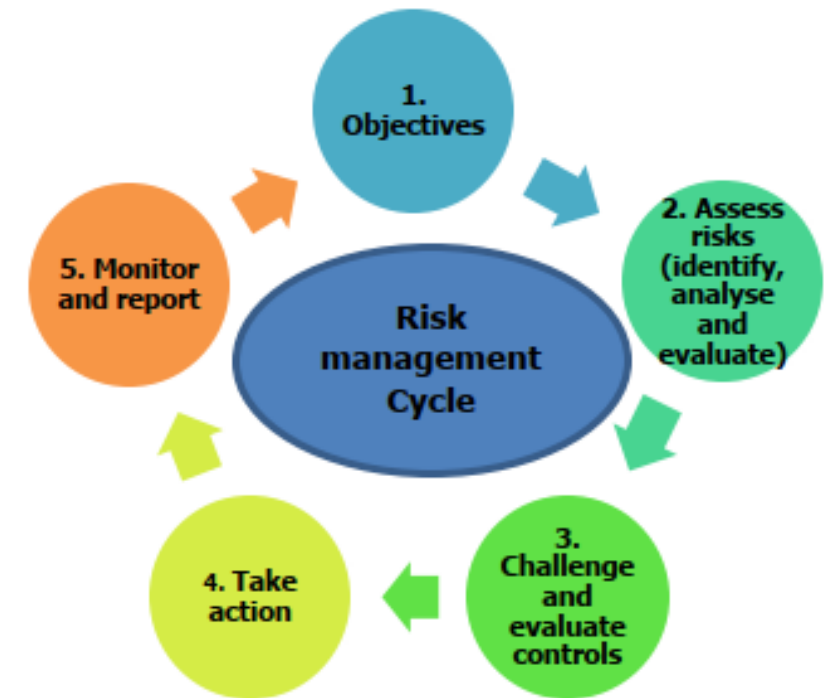 1.
Objectives
2. Assess
risks
(identify,
analyse
and
evaluate)
3.
Challenge
and
evaluate
controls
4. Take
action
5. Monitor
and report
Risk
management
Cycle